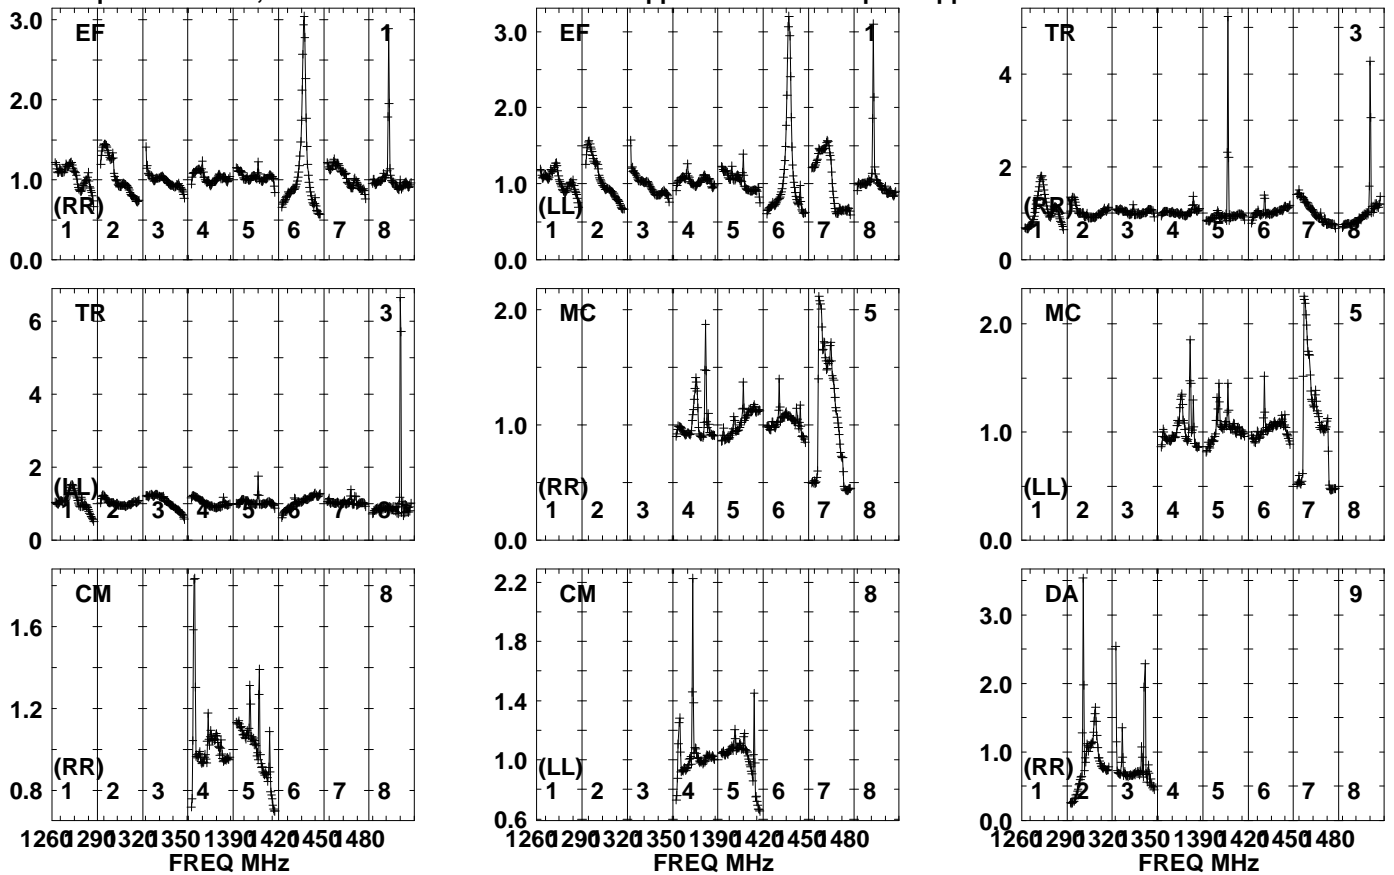 3.0 EF 1
2.0
1.0
(RR)
1 2 3 4 5 6 7 8
0.0
3.0 EF 1
2.0
1.0
(LL)
1 2 3 4 5 6 7 8
0.0
TR 3
4
2
(RR)
1 2 3 4 5 6 7 8
0
TR 3
6
4
2
(LL)
1 2 3 4 5 6 7 8
0
2.0 MC 5
1.0
(RR)
1 2 3 4 5 6 7 8
0.0
MC 5
2.0
1.0
(LL)
1 2 3 4 5 6 7 8
0.0
CM 8
1.6
1.2
(RR)
0.8 1 2 3 4 5 6 7 8
1260 1290 1320 1350 1390 1420 1450 1480
FREQ MHz
2.2 CM 8
1.8
1.4
1.0
(LL)
1 2 3 4 5 6 7 8
0.6
1260 1290 1320 1350 1390 1420 1450 1480
FREQ MHz
DA 9
3.0
2.0
1.0
(RR)
1 2 3 4 5 6 7 8
0.0
1260 1290 1320 1350 1390 1420 1450 1480
FREQ MHz